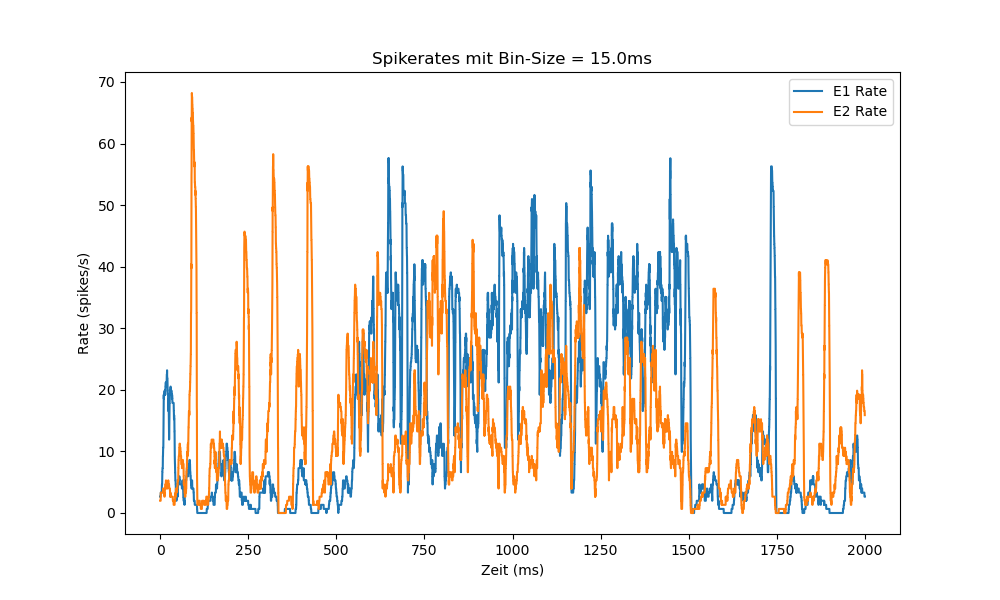 Spikerates mit Bin-Size = 15.0ms
E1 Rate
E2 Rate
70
60
50
40
30
20
10
0
Rate (spikes/s)
0 250 500 750 1000 1250 1500 1750 2000
Zeit (ms)